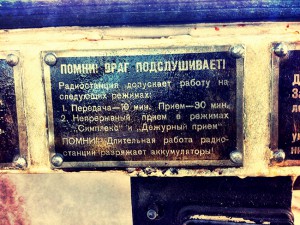 ПОМНИ! ВРАГ ПОДСЛУШИВАЕТ!
Радиостанция допускает работу на
следующих режимах:
1. Передача—10 мин. Прием—30 мин.
2. Непрерывный прием в режимах
„Симплекс" и „Дежурный прием"
ПОМНИ! Длительная работа радио-
станции разряжает аккумуляторы!